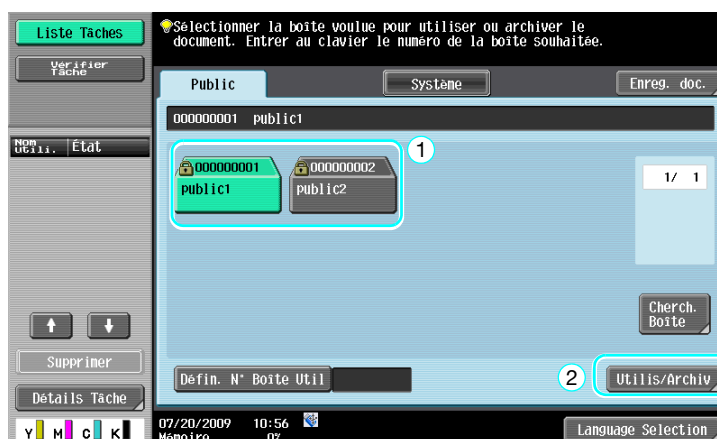 Liste Tâches
Sélectionner la boîte voulue pour utiliser ou archiver le
document. Entrer au clavier le numéro de la boîte souhaitée.
Vérifier
Tâche
Public
Système
Enreg. doc.
000000001 public1
Nom
Utili. État
1
000000001
public1
000000002
public2
1/ 1
Cherch.
Boîte
Supprimer
Défin. N° Boîte Util
2
Utilis/Archiv
Détails Tâche
Y M C K
07/20/2009 10:56
Mémoire 0%
Language Selection